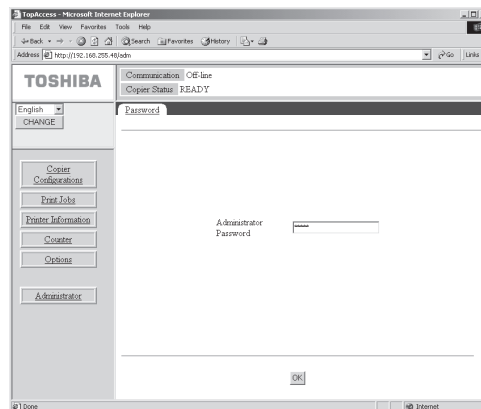 TopAccess - Microsoft Internet Explorer
File Edit View Favorites Tools Help
Back Search Favorites History
Address http://192.168.255.48/adm Go Links
TOSHIBA
Communication Off-line
Copier Status READY
English
CHANGE
Password
Copier
Configurations
Print Jobs
Printer Information
Counter
Options
Administrator
Administrator
Password
*****
OK
Done Internet